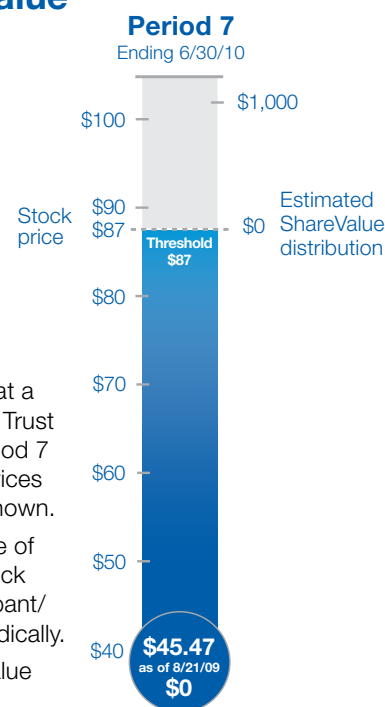 alue
Period 7
Ending 6/30/10
$1,000
$100
$90
Stock price
$87
Threshold
$87
$0
Estimated
ShareValue
distribution
$80
$70
at a
Trust
od 7
ices
nown.
$60
e of
ck
pant/
dically.
lue
$50
$40
$45.47
as of 8/21/09
$0